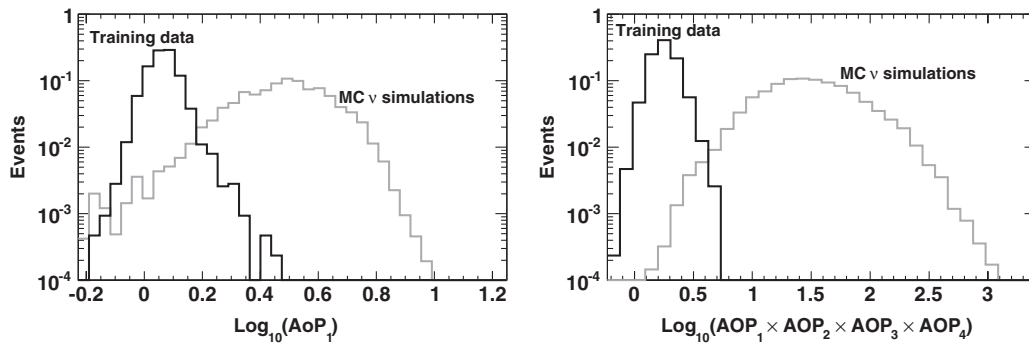 1
Training data
10⁻¹
MC ν simulations
Events
10⁻²
10⁻³
10⁻⁴
-0.2 0 0.2 0.4 0.6 0.8 1 1.2
Log₁₀(AoP₁)
1
Training data
10⁻¹
MC ν simulations
Events
10⁻²
10⁻³
10⁻⁴
0 0.5 1 1.5 2 2.5 3
Log₁₀(AOP₁ × AOP₂ × AOP₃ × AOP₄)